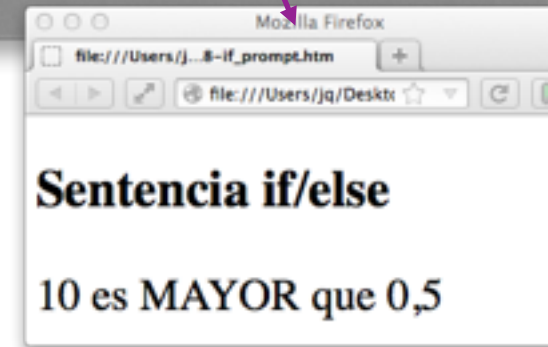 Mozilla Firefox
file:///Users/j...8-if_prompt.htm
file:///Users/jq/Deskt
Sentencia if/else
10 es MAYOR que 0,5